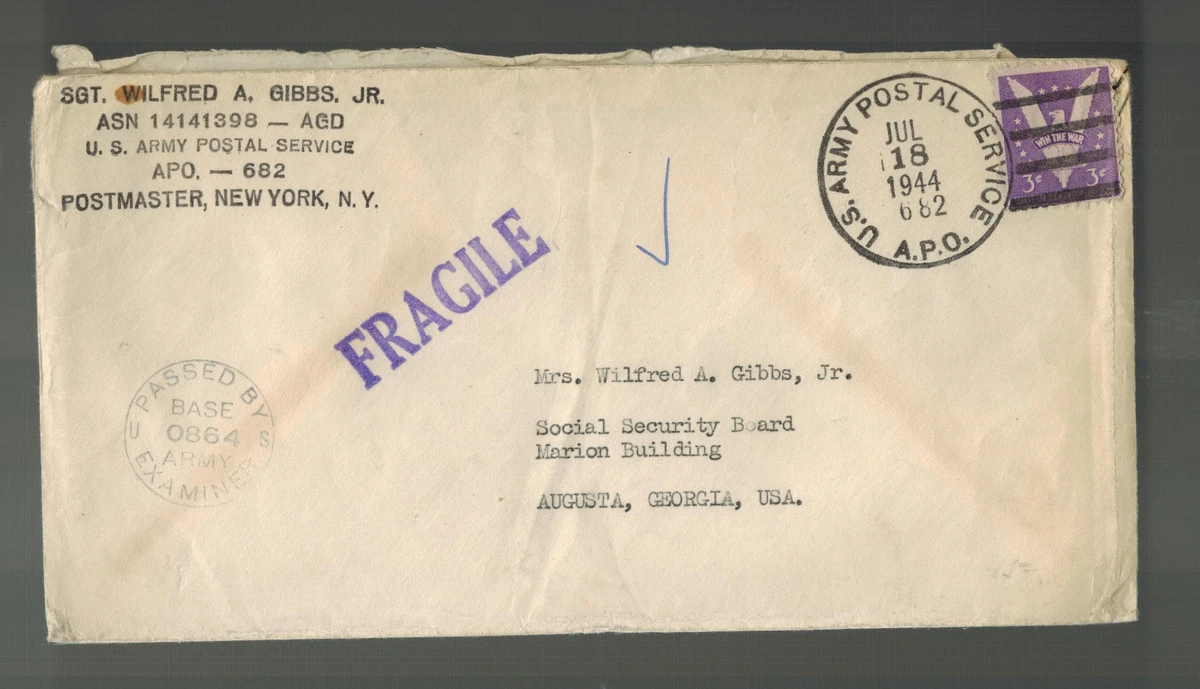 SGT. WILFRED A. GIBBS. JR.
ASN 14141398 — AGD
U. S. ARMY POSTAL SERVICE
APO. — 682
POSTMASTER, NEW YORK, N. Y.
U.S. ARMY POSTAL SERVICE
JUL
18
1944
682
A.P.O.
WIN THE WAR
3¢ 3¢
FRAGILE
PASSED BY
BASE
U 0864 S
ARMY
EXAMINER
Mrs. Wilfred A. Gibbs, Jr.
Social Security Board
Marion Building
AUGUSTA, GEORGIA, USA.